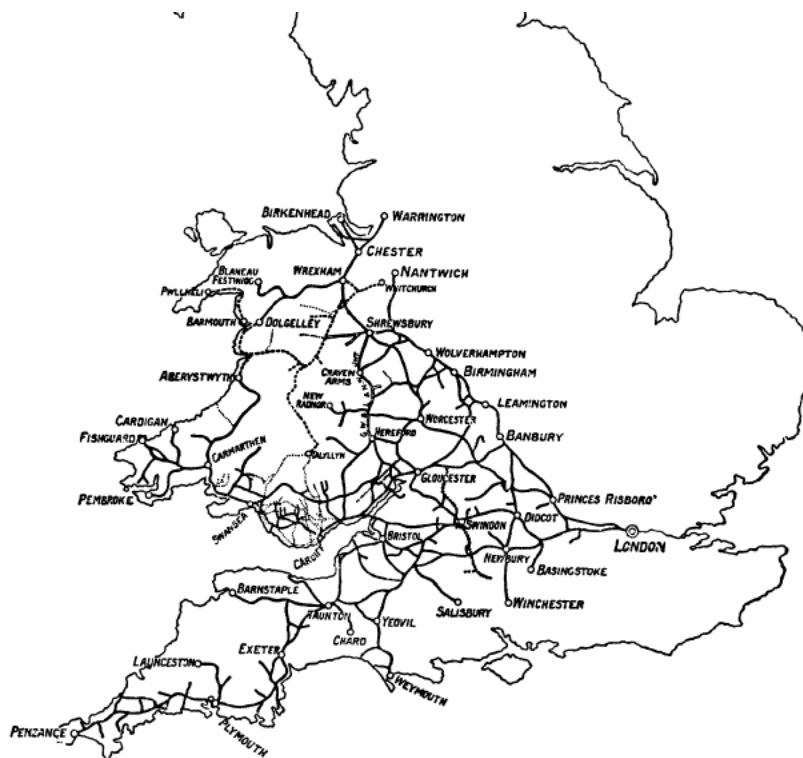 BIRKENHEAD
WARRINGTON
CHESTER
NANTWICH
WREXHAM
BLANEAU
FESTINIOG
WHITCHURCH
PWLLHELI
BARMOUTH
DOLGELLEY
SHREWSBURY
WOLVERHAMPTON
BIRMINGHAM
CRAVEN
ARMS
ABERYSTWYTH
NEW
RADNOR
LEAMINGTON
WORCESTER
CARDIGAN
FISHGUARD
HEREFORD
BANBURY
CARMARTHEN
TALYLLYN
GLOUCESTER
PEMBROKE
PRINCES RISBORO'
SWANSEA
DIDCOT
SWINDON
CARDIFF
BRISTOL
LONDON
NEWBURY
BASINGSTOKE
BARNSTAPLE
TAUNTON
YEOVIL
SALISBURY
WINCHESTER
CHARD
EXETER
LAUNCESTON
WEYMOUTH
PLYMOUTH
PENZANCE